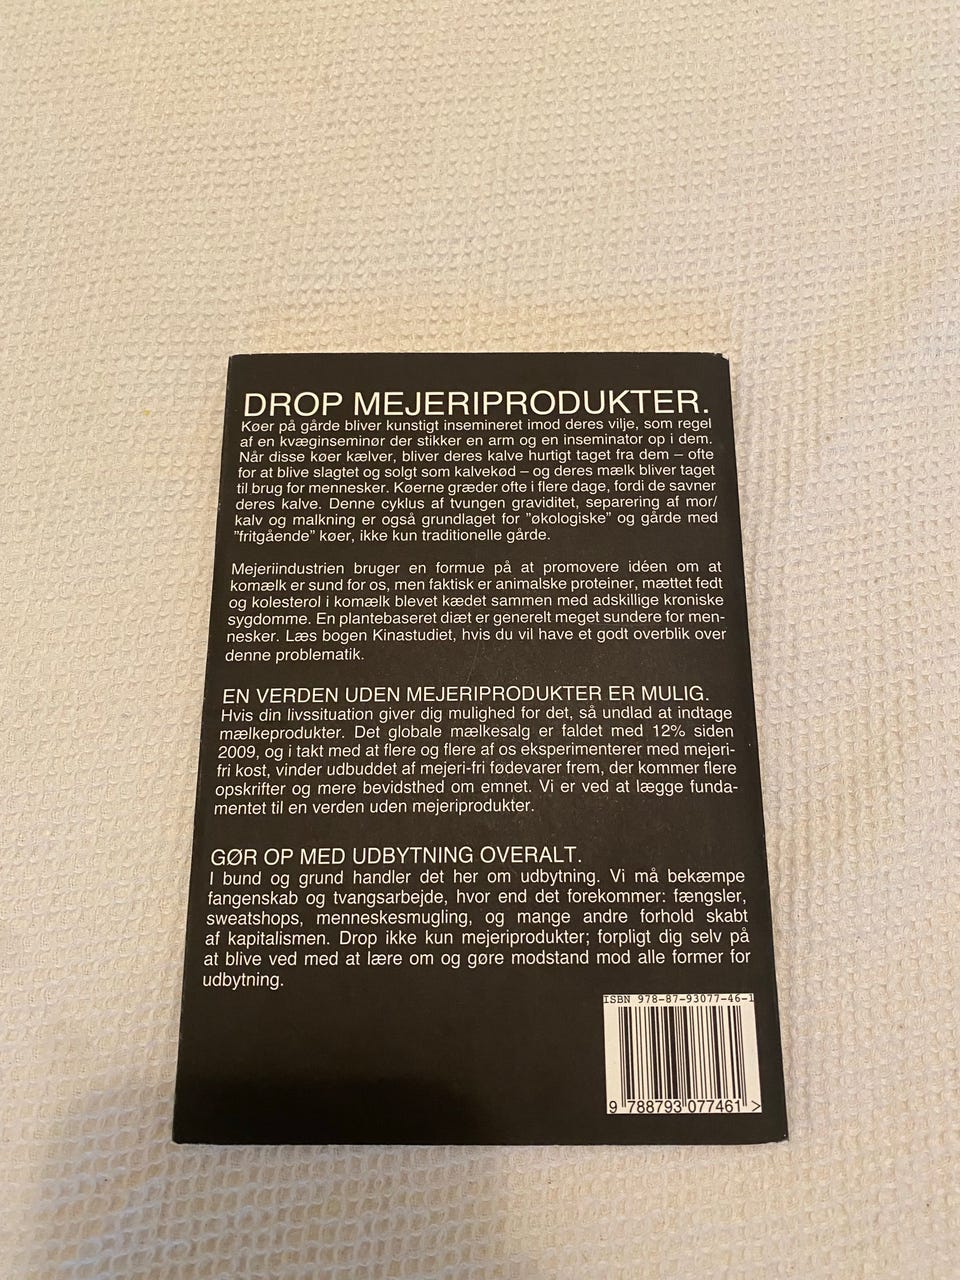 DROP MEJERIPRODUKTER.
Køer på gårde bliver kunstigt insemineret imod deres vilje, som regel
af en kvæginseminør der stikker en arm og en inseminator op i dem.
Når disse køer kælver, bliver deres kalve hurtigt taget fra dem – ofte
for at blive slagtet og solgt som kalvekød – og deres mælk bliver taget
til brug for mennesker. Køerne græder ofte i flere dage, fordi de savner
deres kalve. Denne cyklus af tvungen graviditet, separering af mor/
kalv og malkning er også grundlaget for ”økologiske” og gårde med
”fritgående” køer, ikke kun traditionelle gårde.
Mejeriindustrien bruger en formue på at promovere idéen om at
komælk er sund for os, men faktisk er animalske proteiner, mættet fedt
og kolesterol i komælk blevet kædet sammen med adskillige kroniske
sygdomme. En plantebaseret diæt er generelt meget sundere for men-
nesker. Læs bogen Kinastudiet, hvis du vil have et godt overblik over
denne problematik.
EN VERDEN UDEN MEJERIPRODUKTER ER MULIG.
Hvis din livssituation giver dig mulighed for det, så undlad at indtage
mælkeprodukter. Det globale mælkesalg er faldet med 12% siden
2009, og i takt med at flere og flere af os eksperimenterer med mejeri-
fri kost, vinder udbuddet af mejeri-fri fødevarer frem, der kommer flere
opskrifter og mere bevidsthed om emnet. Vi er ved at lægge funda-
mentet til en verden uden mejeriprodukter.
GØR OP MED UDBYTNING OVERALT.
I bund og grund handler det her om udbytning. Vi må bekæmpe
fangenskab og tvangsarbejde, hvor end det forekommer: fængsler,
sweatshops, menneskesmugling, og mange andre forhold skabt
af kapitalismen. Drop ikke kun mejeriprodukter; forpligt dig selv på
at blive ved med at lære om og gøre modstand mod alle former for
udbytning.
ISBN 978-87-93077-46-1
9 788793 077461 >